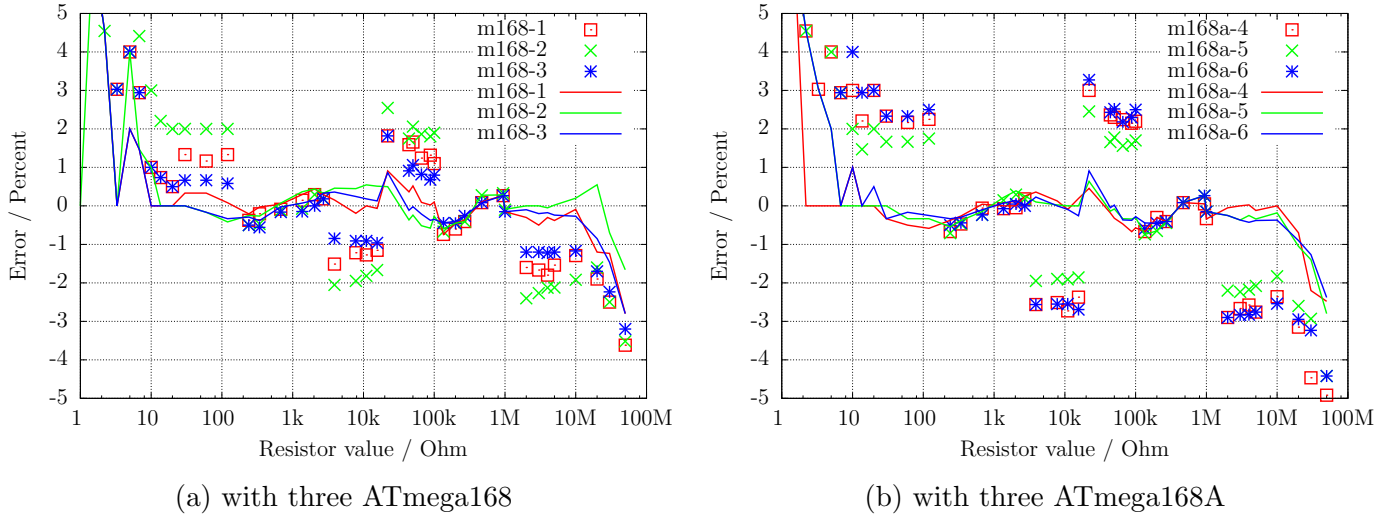 5
4
3
2
1
0
-1
-2
-3
-4
-5
Error / Percent
1
10
100
1k
10k
100k
1M
10M
100M
Resistor value / Ohm
m168-1
m168-2
m168-3
m168-1
m168-2
m168-3
(a) with three ATmega168
5
4
3
2
1
0
-1
-2
-3
-4
-5
Error / Percent
1
10
100
1k
10k
100k
1M
10M
100M
Resistor value / Ohm
m168a-4
m168a-5
m168a-6
m168a-4
m168a-5
m168a-6
(b) with three ATmega168A